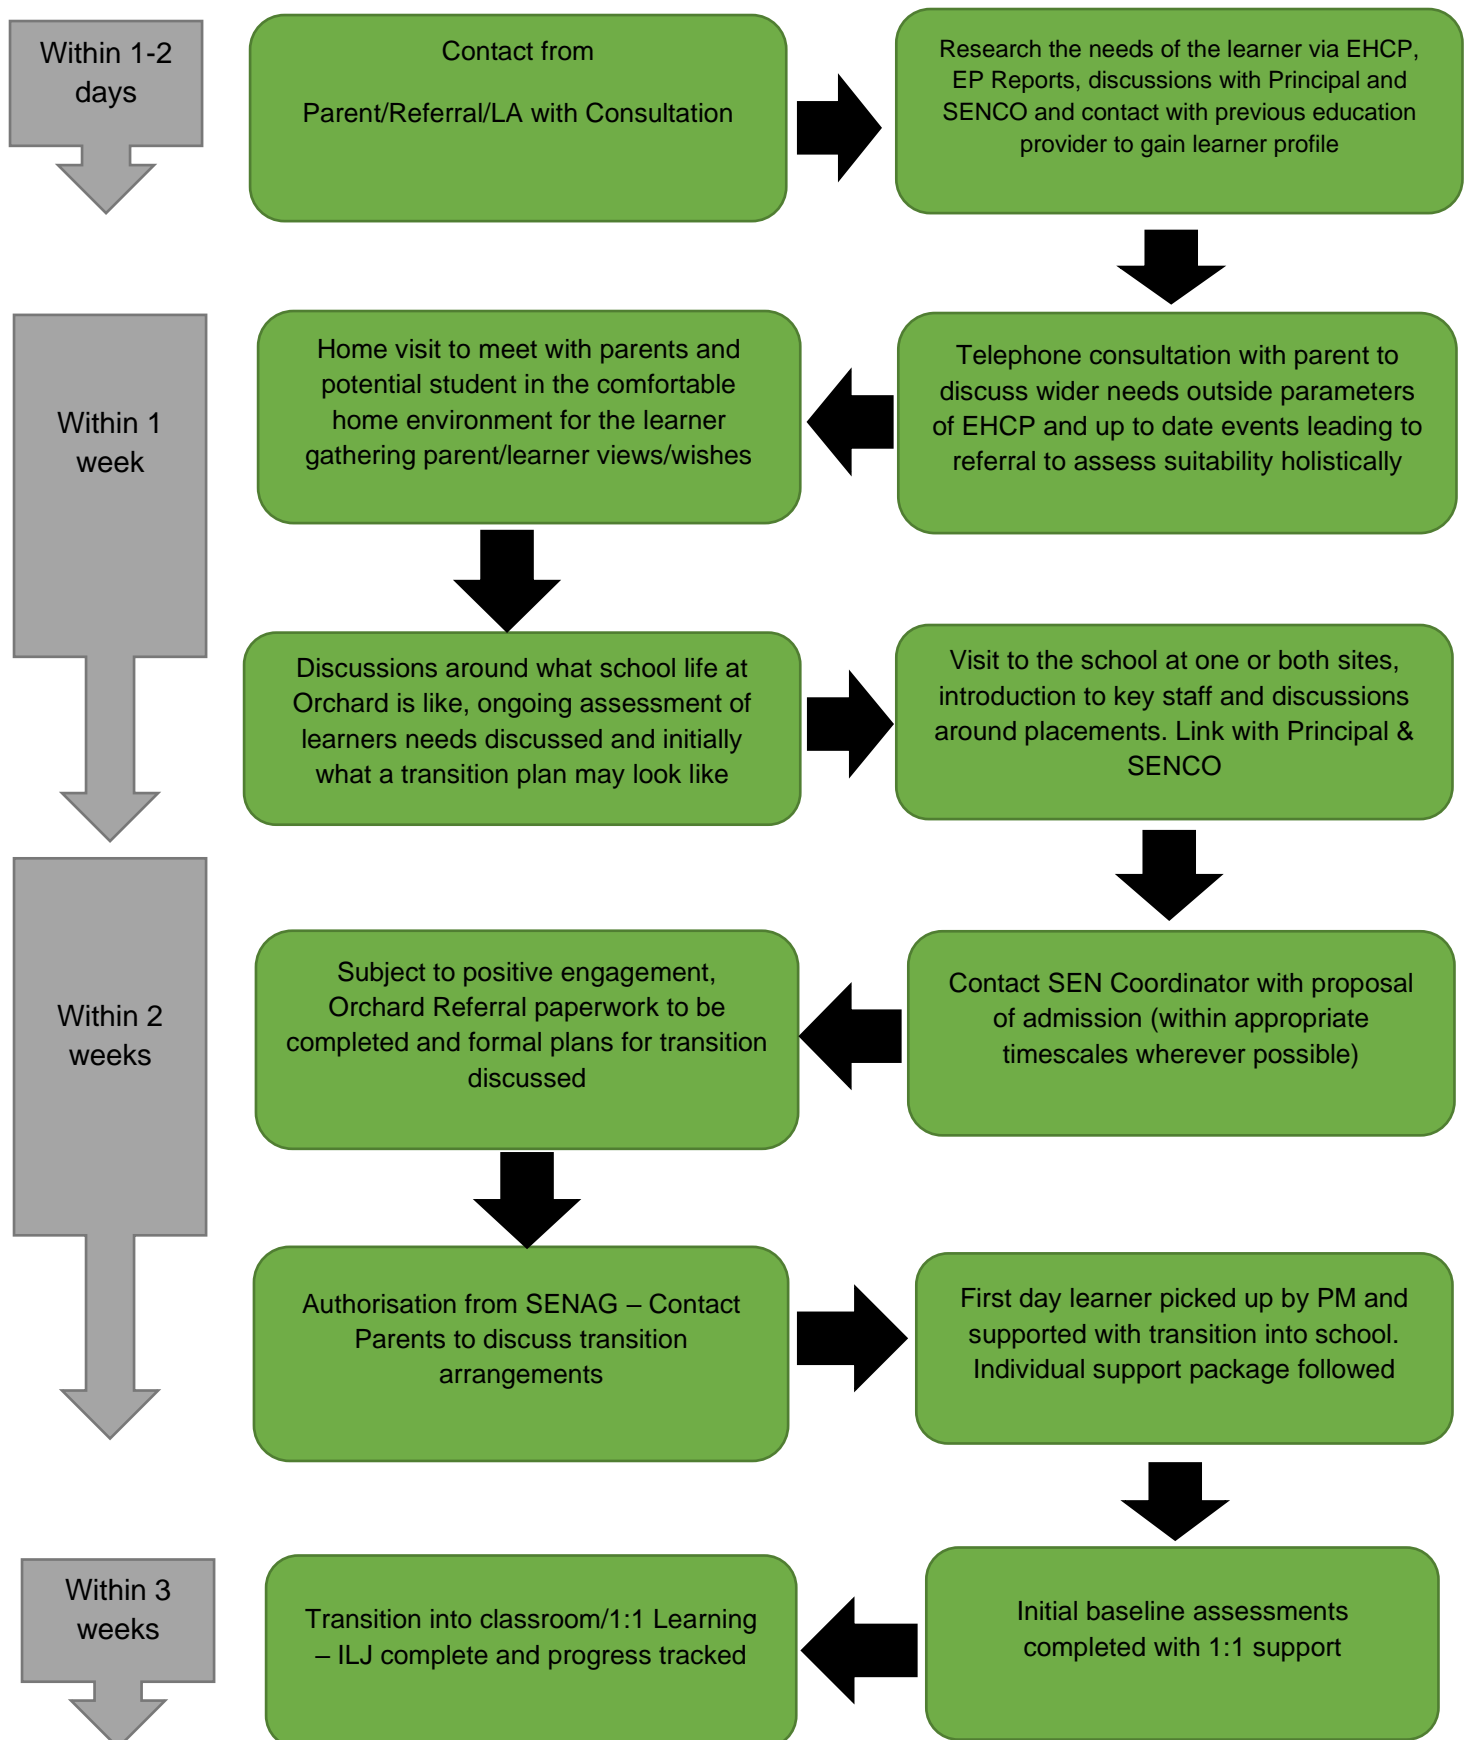 Within 1-2
days
Contact from
Parent/Referral/LA with Consultation
Research the needs of the learner via EHCP,
EP Reports, discussions with Principal and
SENCO and contact with previous education
provider to gain learner profile
Within 1
week
Telephone consultation with parent to
discuss wider needs outside parameters
of EHCP and up to date events leading to
referral to assess suitability holistically
Home visit to meet with parents and
potential student in the comfortable
home environment for the learner
gathering parent/learner views/wishes
Discussions around what school life at
Orchard is like, ongoing assessment of
learners needs discussed and initially
what a transition plan may look like
Visit to the school at one or both sites,
introduction to key staff and discussions
around placements. Link with Principal &
SENCO
Within 2
weeks
Contact SEN Coordinator with proposal
of admission (within appropriate
timescales wherever possible)
Subject to positive engagement,
Orchard Referral paperwork to be
completed and formal plans for transition
discussed
Authorisation from SENAG – Contact
Parents to discuss transition
arrangements
First day learner picked up by PM and
supported with transition into school.
Individual support package followed
Within 3
weeks
Initial baseline assessments
completed with 1:1 support
Transition into classroom/1:1 Learning
– ILJ complete and progress tracked